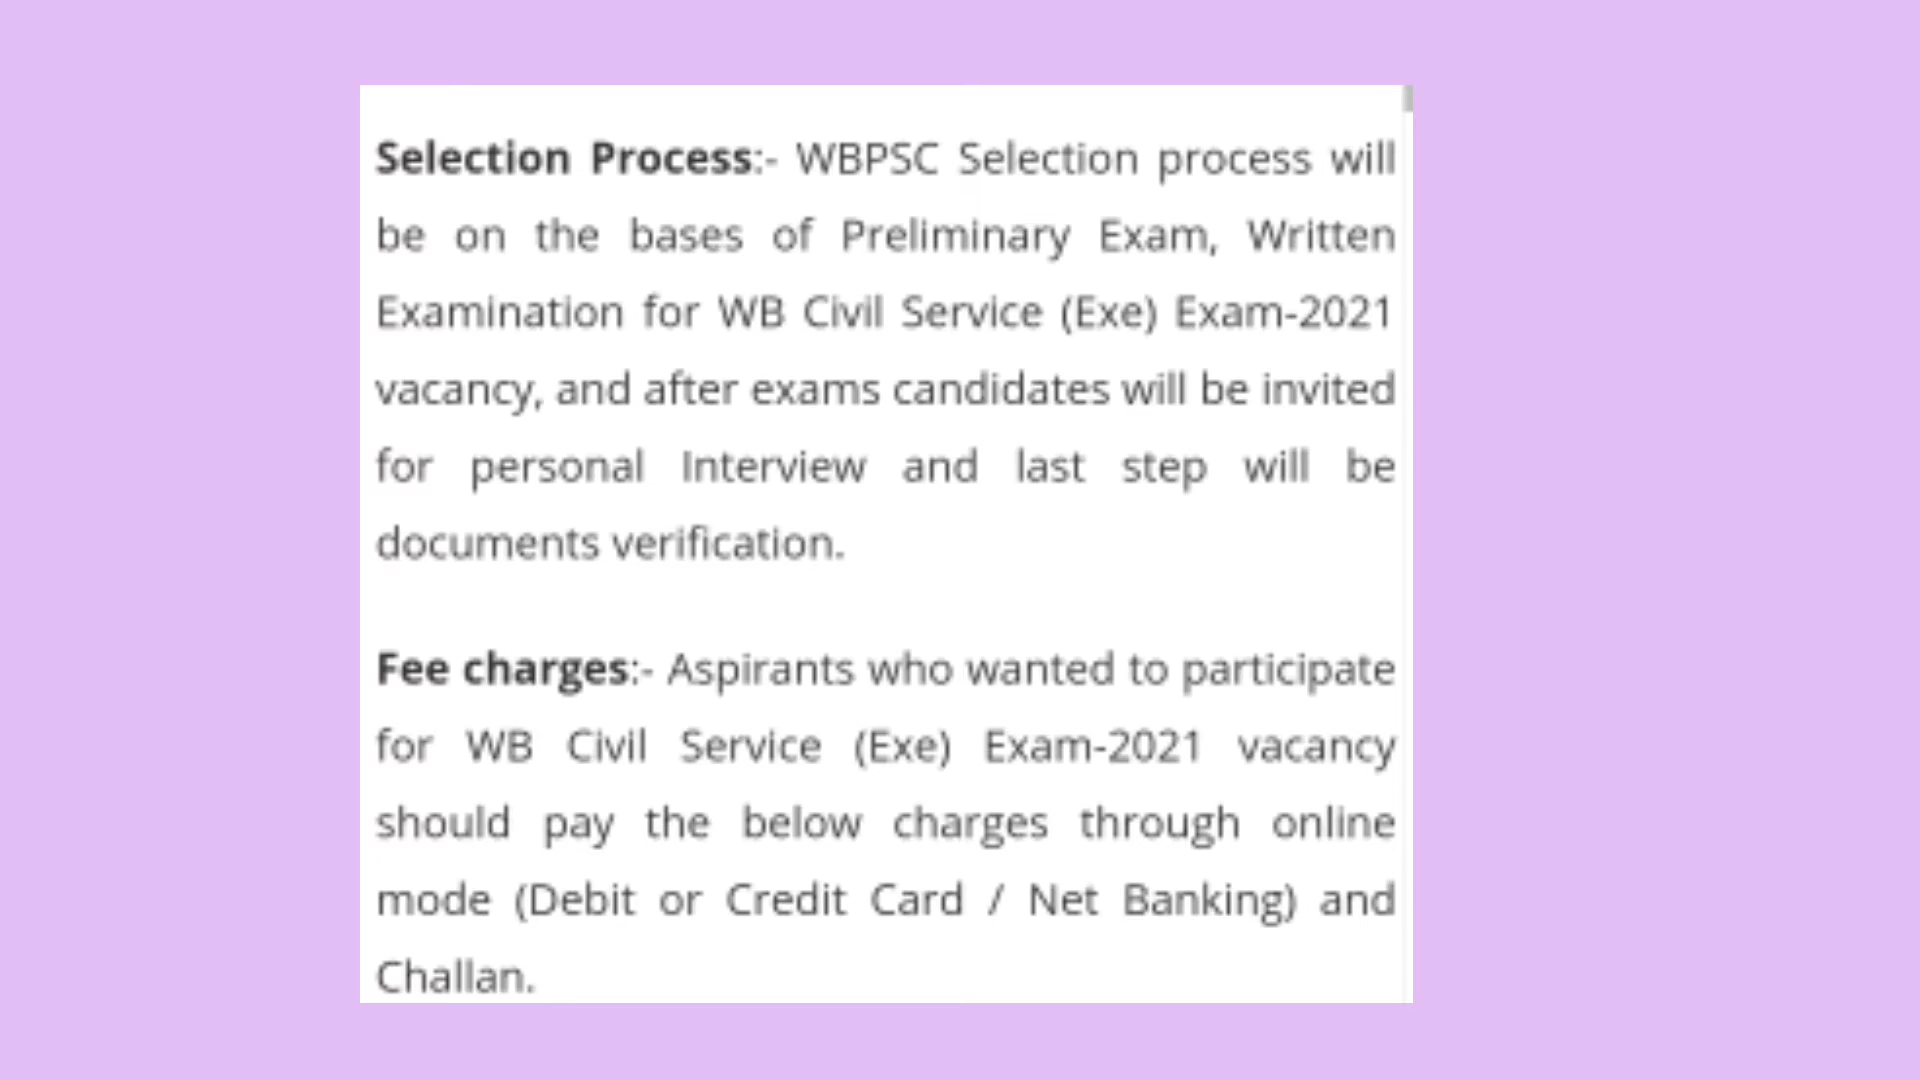 Selection Process:- WBPSC Selection process will
be on the bases of Preliminary Exam, Written
Examination for WB Civil Service (Exe) Exam-2021
vacancy, and after exams candidates will be invited
for personal Interview and last step will be
documents verification.
Fee charges:- Aspirants who wanted to participate
for WB Civil Service (Exe) Exam-2021 vacancy
should pay the below charges through online
mode (Debit or Credit Card / Net Banking) and
Challan.